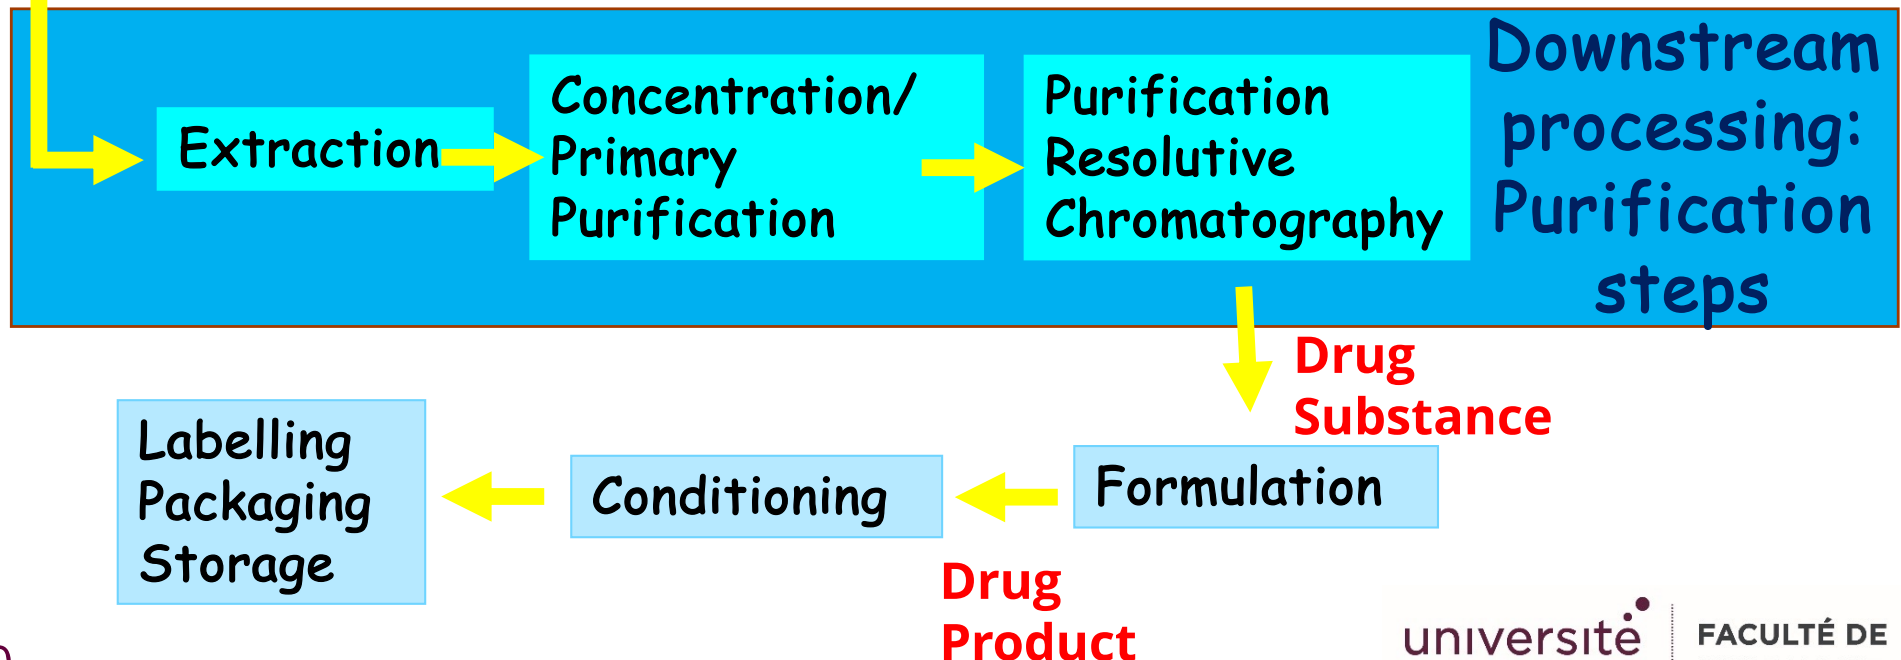 Downstream
processing:
Purification
steps
Extraction
Concentration/
Primary
Purification
Purification
Resolutive
Chromatography
Drug
Substance
Formulation
Conditioning
Labelling
Packaging
Storage
Drug
Product
université
FACULTÉ DE